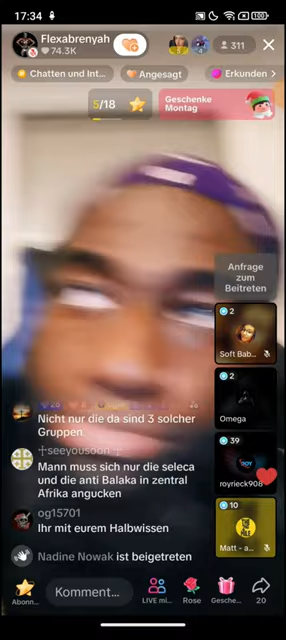 17:34
100
Flexabrenyah
74.3K
311
Chatten und Int...
Angesagt
Erkunden
5/18
Geschenke
Montag
Anfrage
zum
Beitreten
2
Soft Bab...
2
Omega
39
royrieck908
10
Matt - a...
Nicht nur die da sind 3 solcher
Gruppen.
seeyousoon
Mann muss sich nur die seleca
und die anti Balaka in zentral
Afrika angucken
og15701
Ihr mit eurem Halbwissen
Nadine Nowak ist beigetreten
Abonn...
Komment...
LIVE mi...
Rose
Gesche...
20